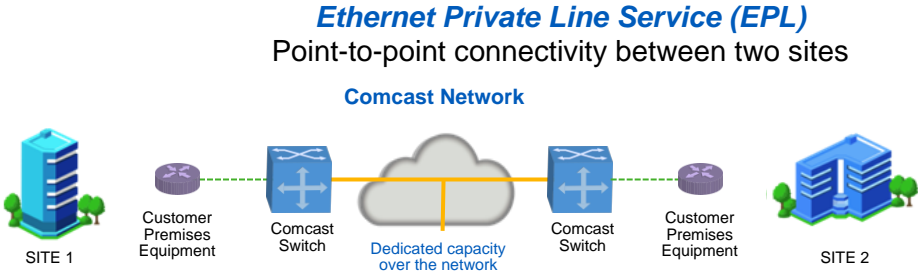 Ethernet Private Line Service (EPL)
Point-to-point connectivity between two sites
Comcast Network
SITE 1
Customer
Premises
Equipment
Comcast
Switch
Dedicated capacity
over the network
Comcast
Switch
Customer
Premises
Equipment
SITE 2